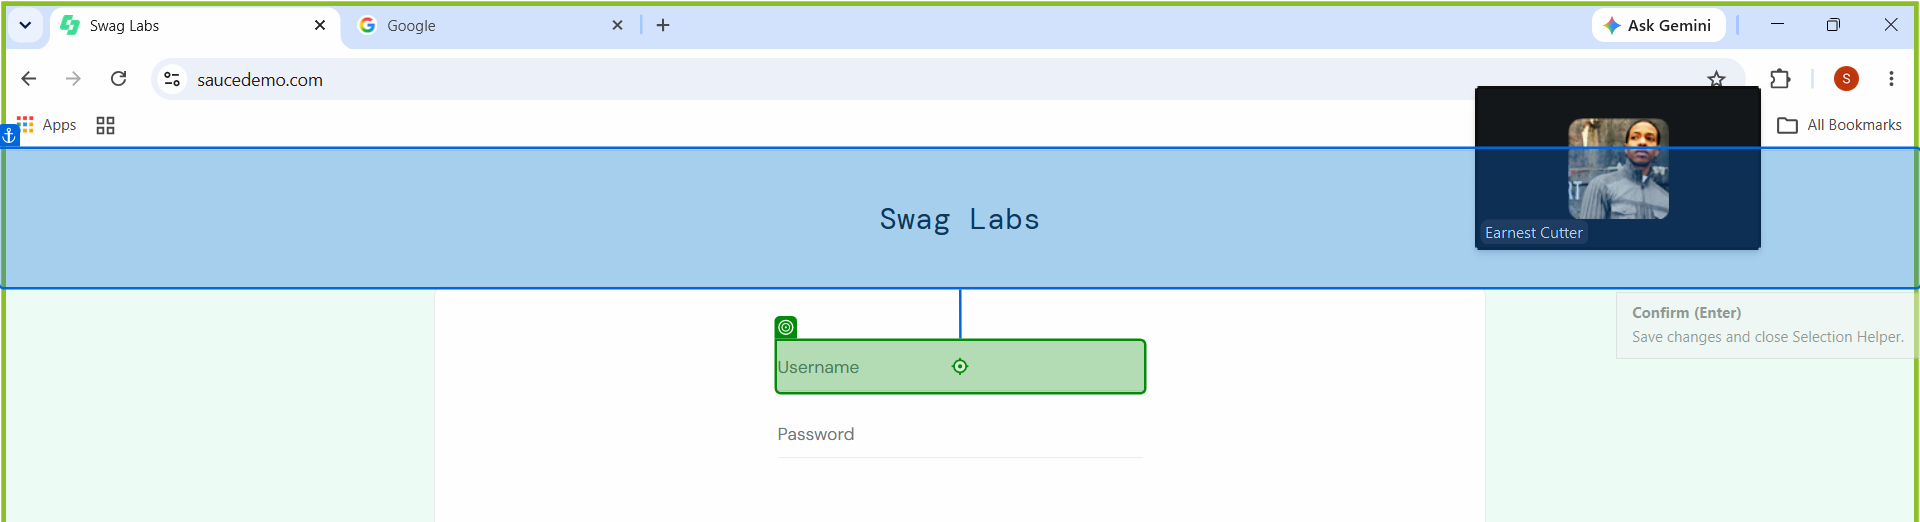 Swag Labs
Google
Ask Gemini
saucedemo.com
S
Apps
All Bookmarks
Swag Labs
Earnest Cutter
Confirm (Enter)
Save changes and close Selection Helper.
Username
Password